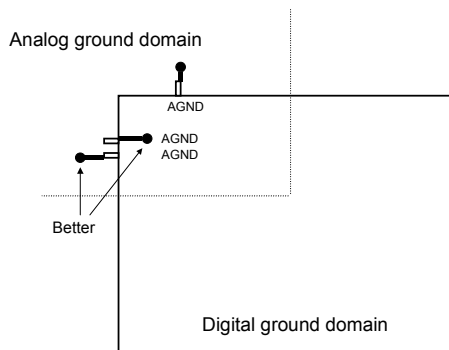 Analog ground domain
AGND
AGND
AGND
Better
Digital ground domain